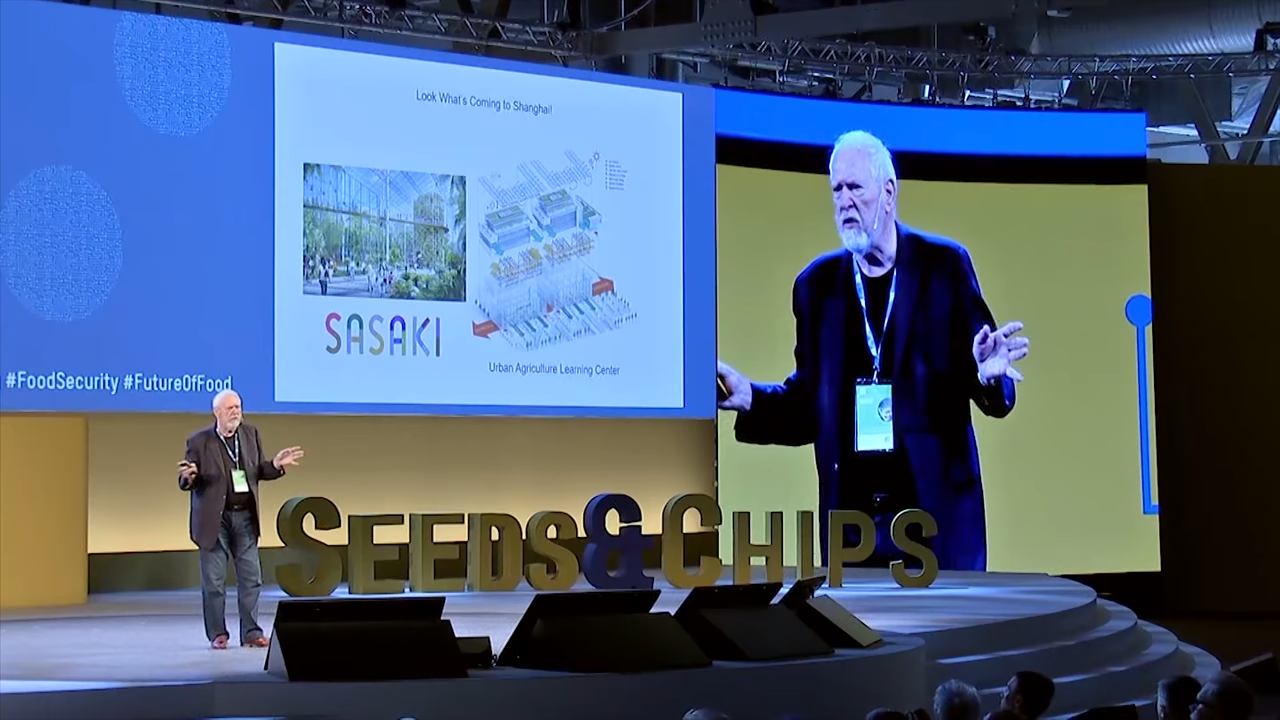 Look What's Coming to Shanghai!
SASAKI
Urban Agriculture Learning Center
#FoodSecurity #FutureOfFood
SEEDS&CHIPS